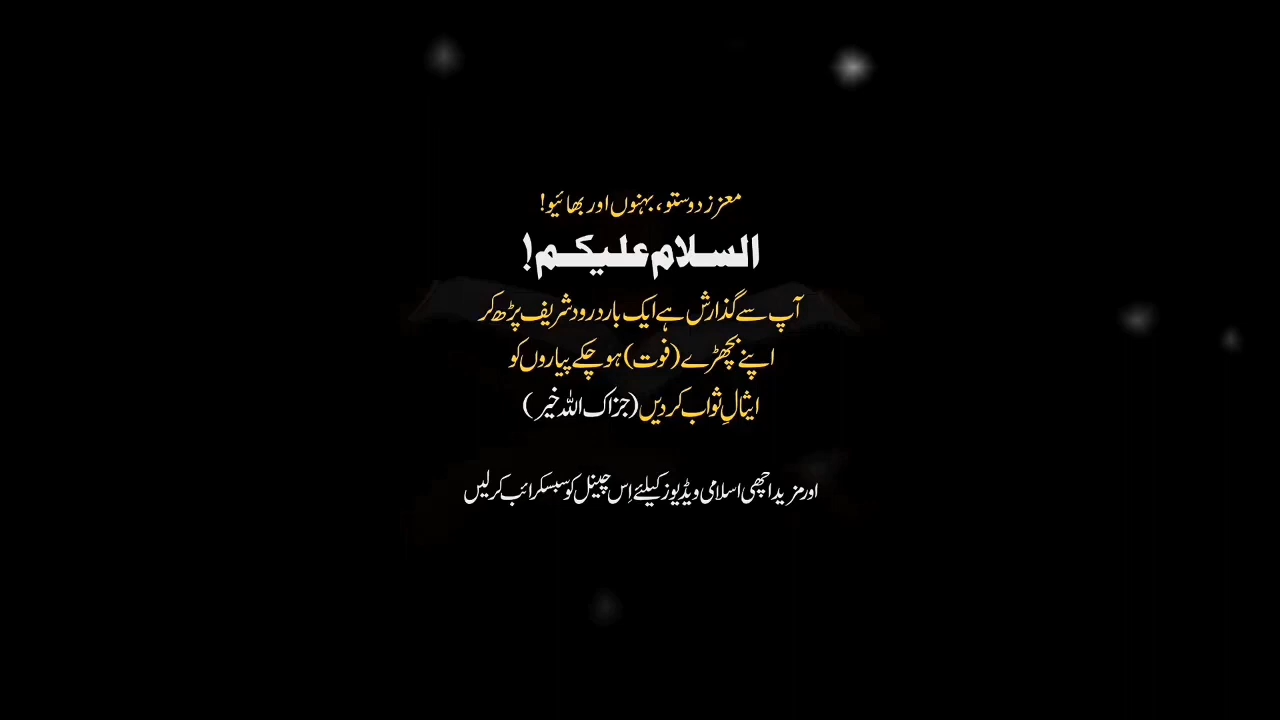 معزز دوستو، بہنوں اور بھائیو!
السلام علیکم!
آپ سے گذارش ہے ایک بار درود شریف پڑھ کر
اپنے بچھڑے (فوت) ہو چکے پیاروں کو
ایثالِ ثواب کر دیں (جزاک اللہ خیر)
اور مزید اچھی اسلامی ویڈیوز کیلئے اِس چینل کو سبسکرائب کر لیں